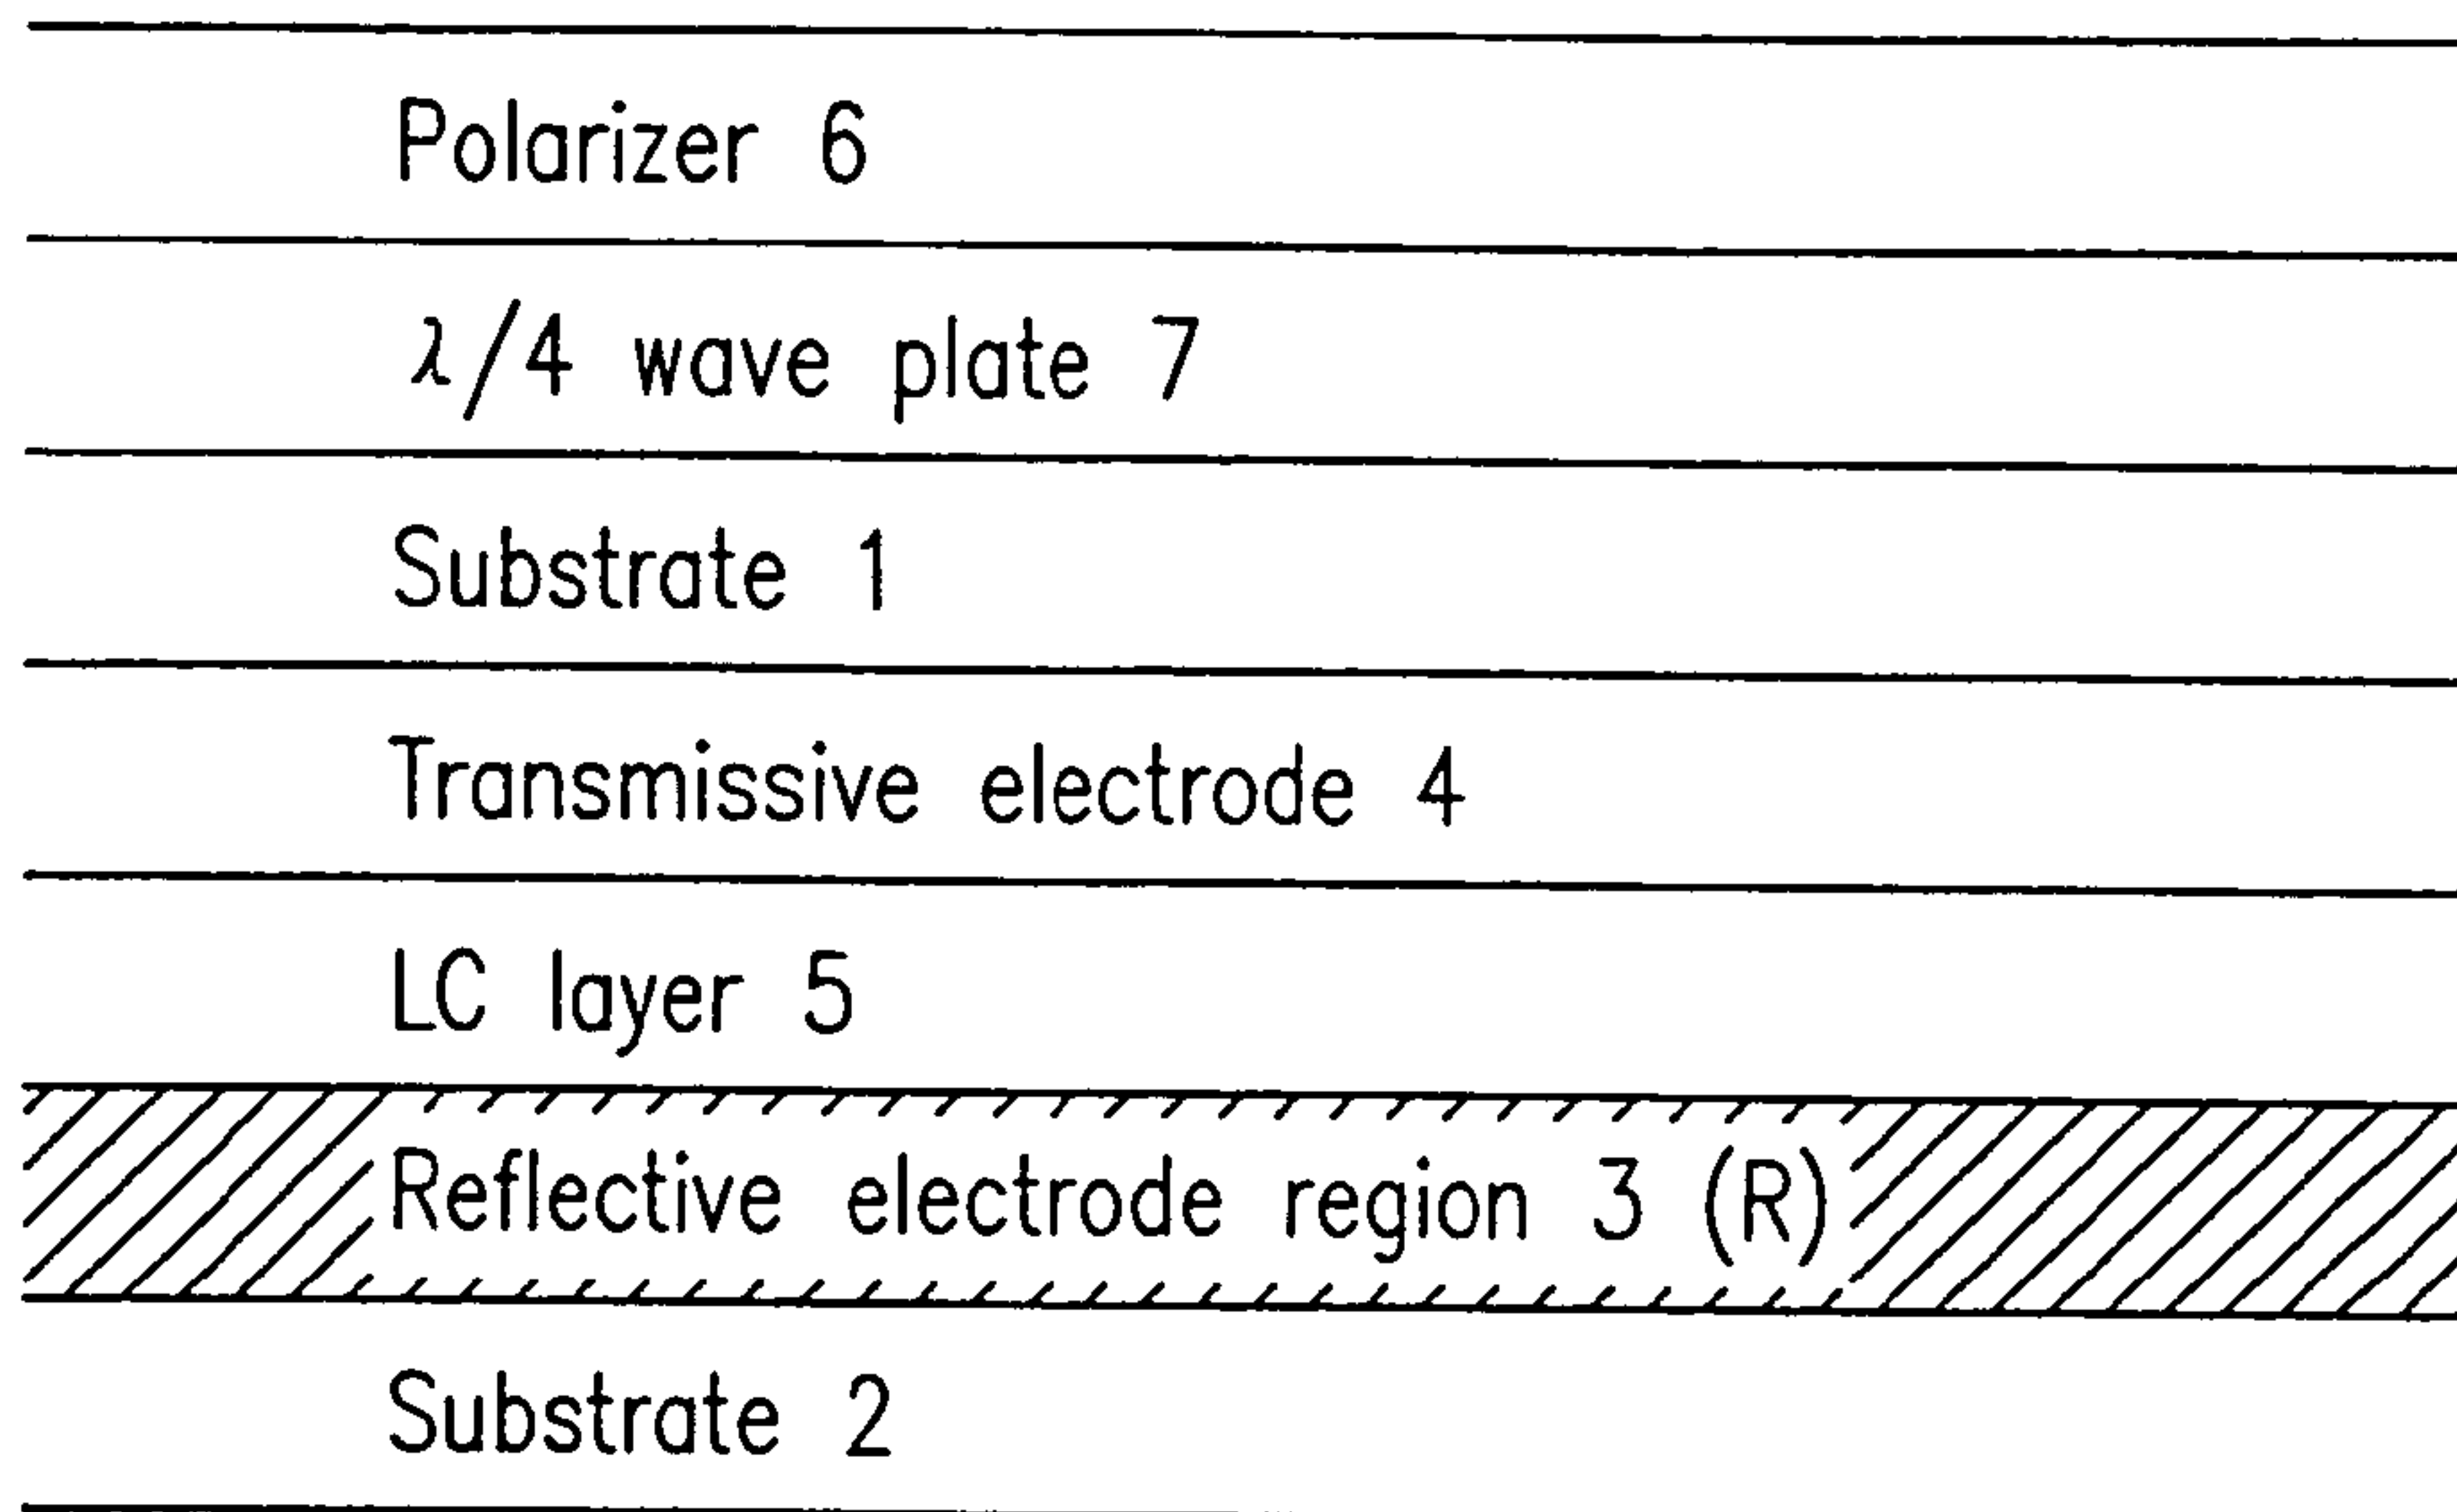 Polarizer 6
λ/4 wave plate 7
Substrate 1
Transmissive electrode 4
LC layer 5
Reflective electrode region 3 (R)
Substrate 2